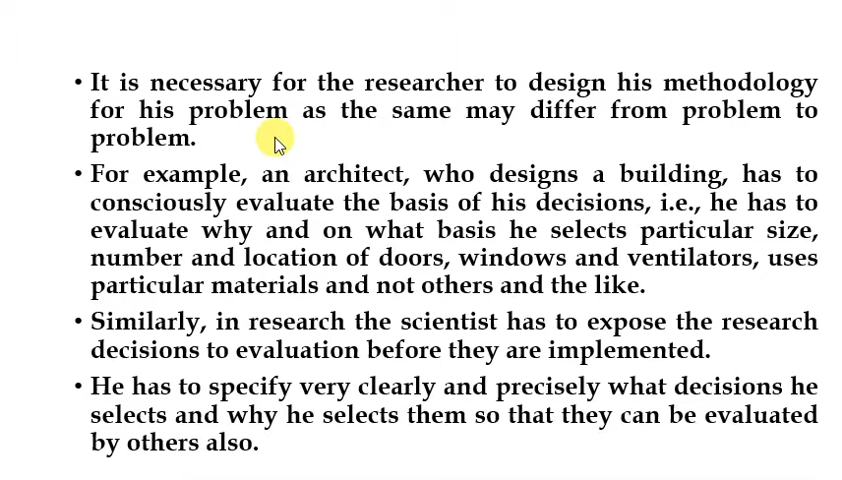 • It is necessary for the researcher to design his methodology
for his problem as the same may differ from problem to
problem.
• For example, an architect, who designs a building, has to
consciously evaluate the basis of his decisions, i.e., he has to
evaluate why and on what basis he selects particular size,
number and location of doors, windows and ventilators, uses
particular materials and not others and the like.
• Similarly, in research the scientist has to expose the research
decisions to evaluation before they are implemented.
• He has to specify very clearly and precisely what decisions he
selects and why he selects them so that they can be evaluated
by others also.